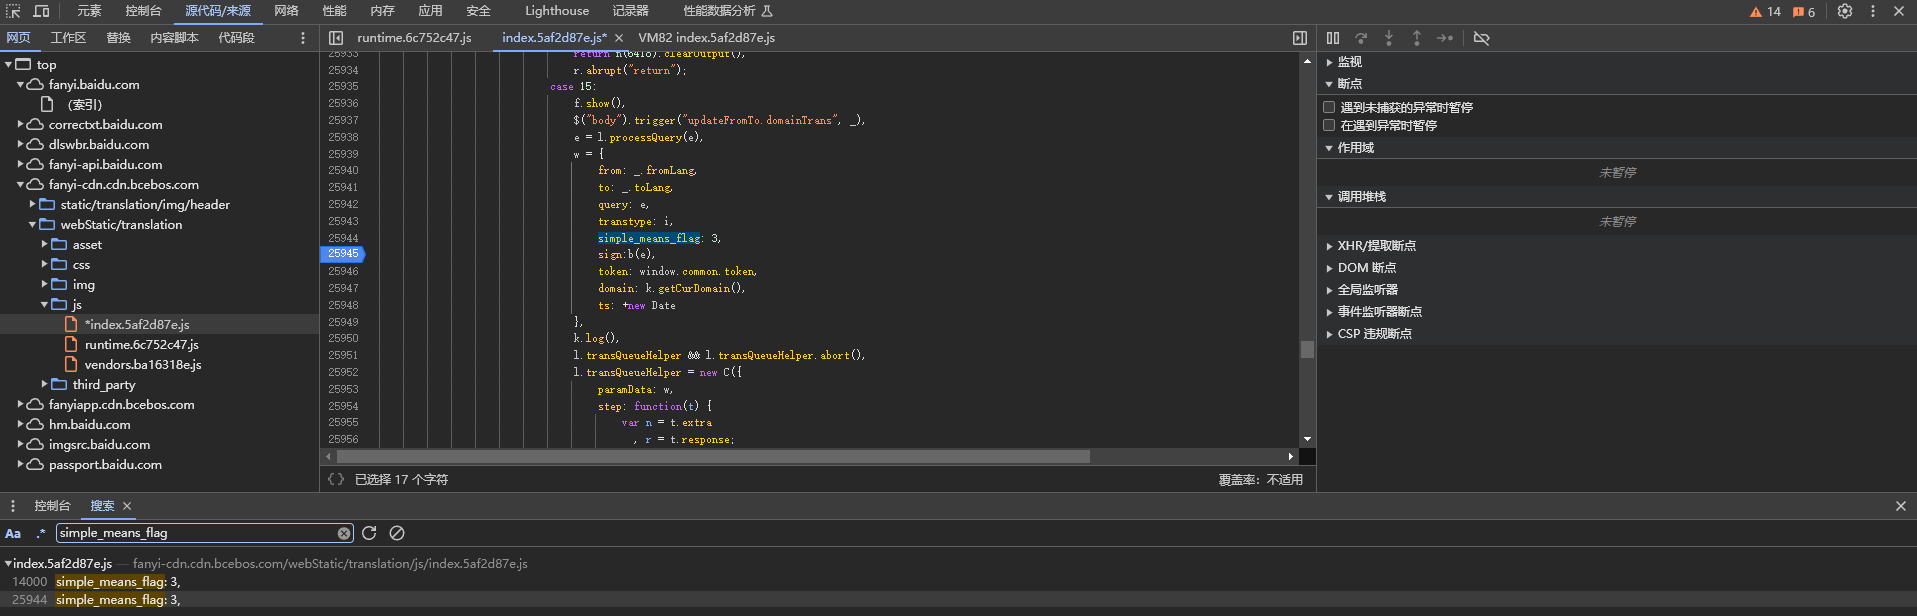 元素 控制台 源代码/来源 网络 性能 内存 应用 安全 Lighthouse 记录器 性能数据分析 14 6
网页 工作区 替换 内容脚本 代码段 runtime.6c752c47.js index.5af2d87e.js* VM82 index.5af2d87e.js
top
fanyi.baidu.com
（索引）
correctxt.baidu.com
dlswbr.baidu.com
fanyi-api.baidu.com
fanyi-cdn.cdn.bcebos.com
static/translation/img/header
webStatic/translation
asset
css
img
js
*index.5af2d87e.js
runtime.6c752c47.js
vendors.ba16318e.js
third_party
fanyiapp.cdn.bcebos.com
hm.baidu.com
imgsrc.baidu.com
passport.baidu.com
25933 return n(6418).clearOutput(),
25934 r.abrupt("return");
25935 case 15:
25936 f.show(),
25937 $("body").trigger("updateFromTo.domainTrans", _),
25938 e = l.processQuery(e),
25939 w = {
25940 from: _.fromLang,
25941 to: _.toLang,
25942 query: e,
25943 transtype: i,
25944 simple_means_flag: 3,
25945 sign:b(e),
25946 token: window.common.token,
25947 domain: k.getCurDomain(),
25948 ts: +new Date
25949 },
25950 k.log(),
25951 l.transQueueHelper && l.transQueueHelper.abort(),
25952 l.transQueueHelper = new C({
25953 paramData: w,
25954 step: function(t) {
25955 var n = t.extra
25956 , r = t.response;
{} 已选择 17 个字符 覆盖率：不适用
监视
断点
遇到未捕获的异常时暂停
在遇到异常时暂停
作用域
未暂停
调用堆栈
未暂停
XHR/提取断点
DOM 断点
全局监听器
事件监听器断点
CSP 违规断点
控制台 搜索
Aa .* simple_means_flag
index.5af2d87e.js — fanyi-cdn.cdn.bcebos.com/webStatic/translation/js/index.5af2d87e.js
14000 simple_means_flag: 3,
25944 simple_means_flag: 3,